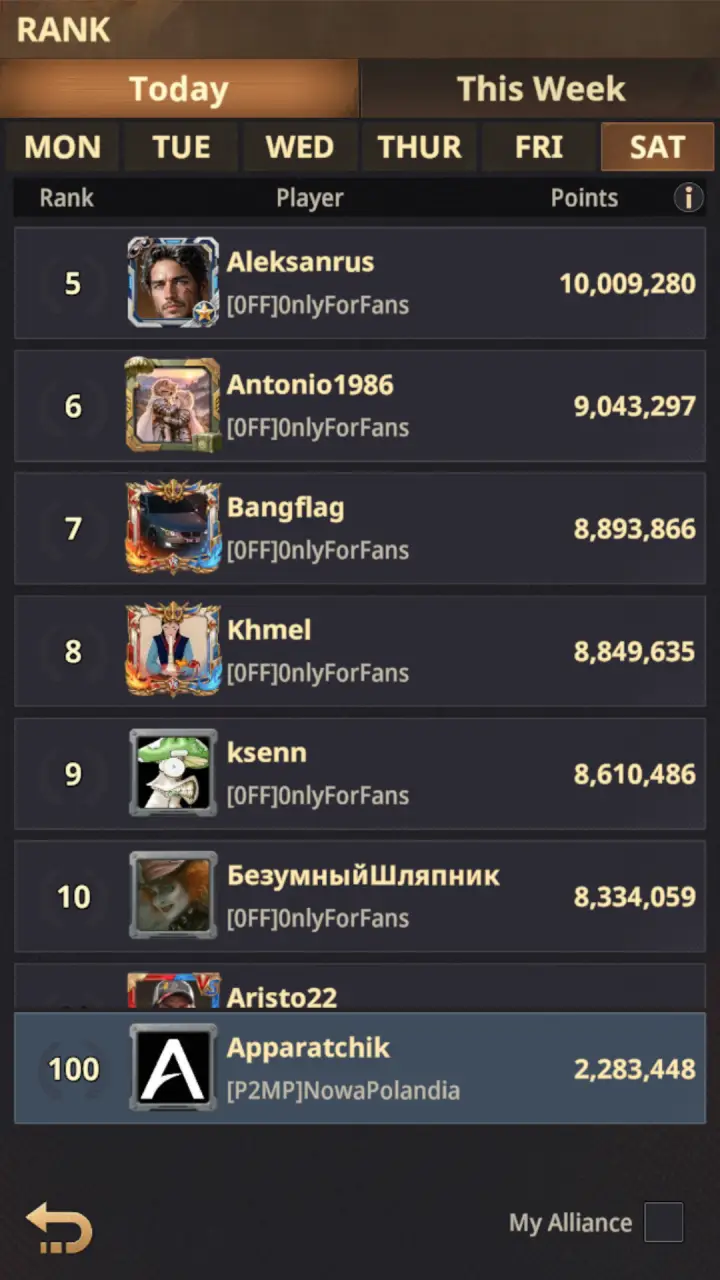 RANK
Today This Week
MON TUE WED THUR FRI SAT
Rank Player Points i
Aleksanrus
5 10,009,280
[0FF]0nlyForFans
Antonio1986
6 9,043,297
[0FF]0nlyForFans
Bangflag
7 8,893,866
[0FF]0nlyForFans
Khmel
8 8,849,635
[0FF]0nlyForFans
ksenn
9 8,610,486
[0FF]0nlyForFans
БезумныйШляпник
10 8,334,059
[0FF]0nlyForFans
Aristo22
Apparatchik
100 2,283,448
[P2MP]NowaPolandia
My Alliance